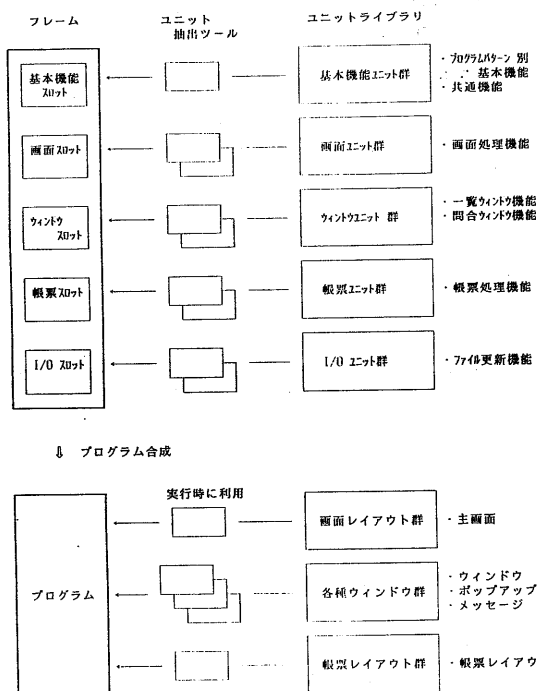 フレーム
ユニット
抽出ツール
ユニットライブラリ
基本機能
スロット
基本機能ユニット群
・プログラムパターン 別
基本機能
・共通機能
画面スロット
画面ユニット群
・画面処理機能
ウィントウ
スロット
ウィントウユニット 群
・一覧ウィントウ機能
・問合ウィントウ機能
帳票スロット
帳票ユニット群
・帳票処理機能
I/O スロット
I/O ユニット群
・ファイル更新機能
⇓ プログラム合成
実行時に利用
プログラム
画面レイアウト群
・主画面
各種ウィンドウ群
・ウィンドウ
・ポップアップ
・メッセージ
帳票レイアウト群
・帳票レイアウ